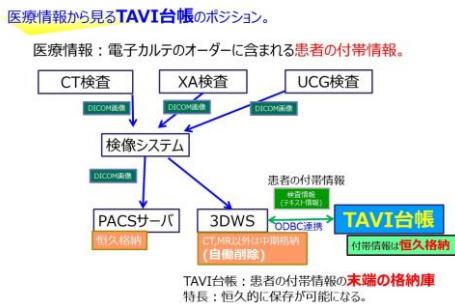 医療情報から見るTAVI台帳のポジション。
医療情報：電子カルテのオーダーに含まれる患者の付帯情報。
CT検査
XA検査
UCG検査
DICOM画像
DICOM画像
DICOM画像
検像システム
DICOM画像
患者の付帯情報
検査情報
(テキスト情報)
PACSサーバ
3DWS
ODBC連携
TAVI台帳
恒久格納
CT,MR以外は中期格納
(自働削除)
付帯情報は恒久格納
TAVI台帳：患者の付帯情報の末端の格納庫
特長：恒久的に保存が可能になる。